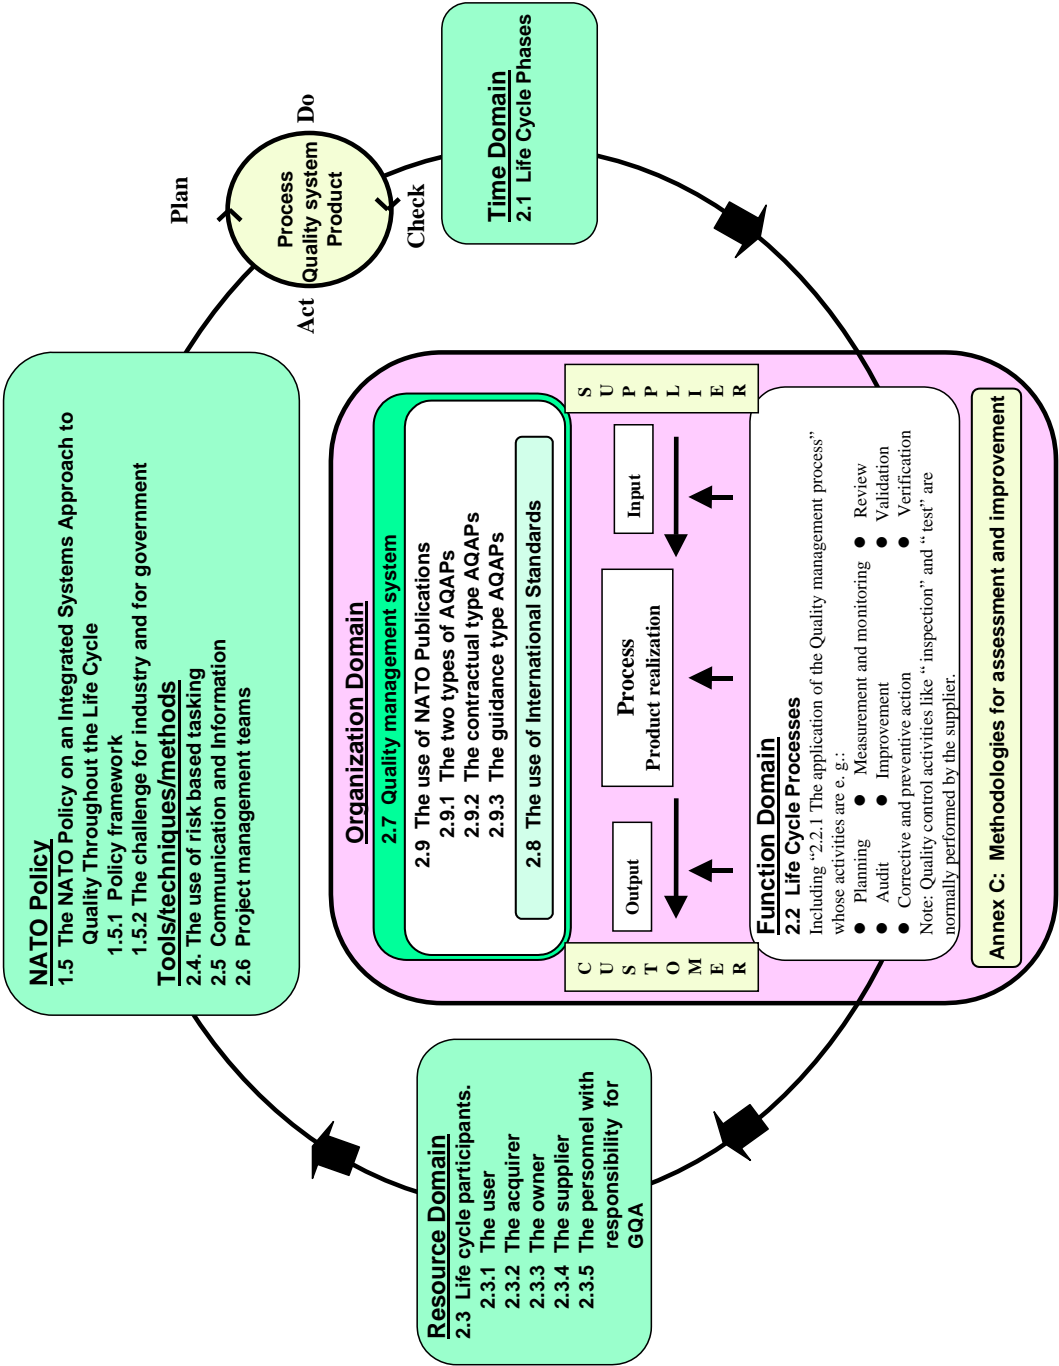 NATO Policy
1.5 The NATO Policy on an Integrated Systems Approach to
Quality Throughout the Life Cycle
1.5.1 Policy framework
1.5.2 The challenge for industry and for government
Tools/techniques/methods
2.4. The use of risk based tasking
2.5 Communication and Information
2.6 Project management teams
Plan
Act
Do
Check
Process
Quality system
Product
Resource Domain
2.3 Life cycle participants.
2.3.1 The user
2.3.2 The acquirer
2.3.3 The owner
2.3.4 The supplier
2.3.5 The personnel with
responsibility for
GQA
Organization Domain
2.7 Quality management system
2.9 The use of NATO Publications
2.9.1 The two types of AQAPs
2.9.2 The contractual type AQAPs
2.9.3 The guidance type AQAPs
2.8 The use of International Standards
Time Domain
2.1 Life Cycle Phases
CUSTOMER
Output
Process
Product realization
Input
SUPPLIER
Function Domain
2.2 Life Cycle Processes
Including “2.2.1 The application of the Quality management process”
whose activities are e. g.:
● Planning ● Measurement and monitoring ● Review
● Audit ● Improvement ● Validation
● Corrective and preventive action ● Verification
Note: Quality control activities like “ inspection” and “ test” are
normally performed by the supplier.
Annex C: Methodologies for assessment and improvement